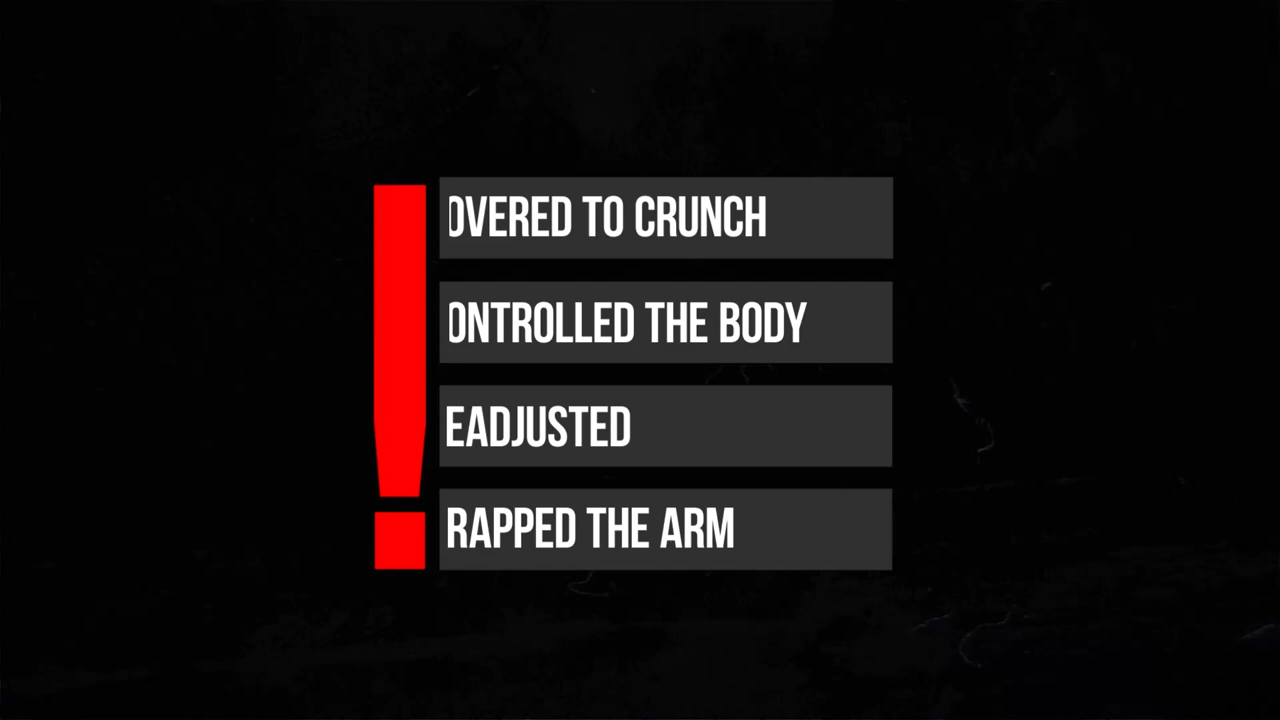 OVERED TO CRUNCH
ONTROLLED THE BODY
EADJUSTED
RAPPED THE ARM